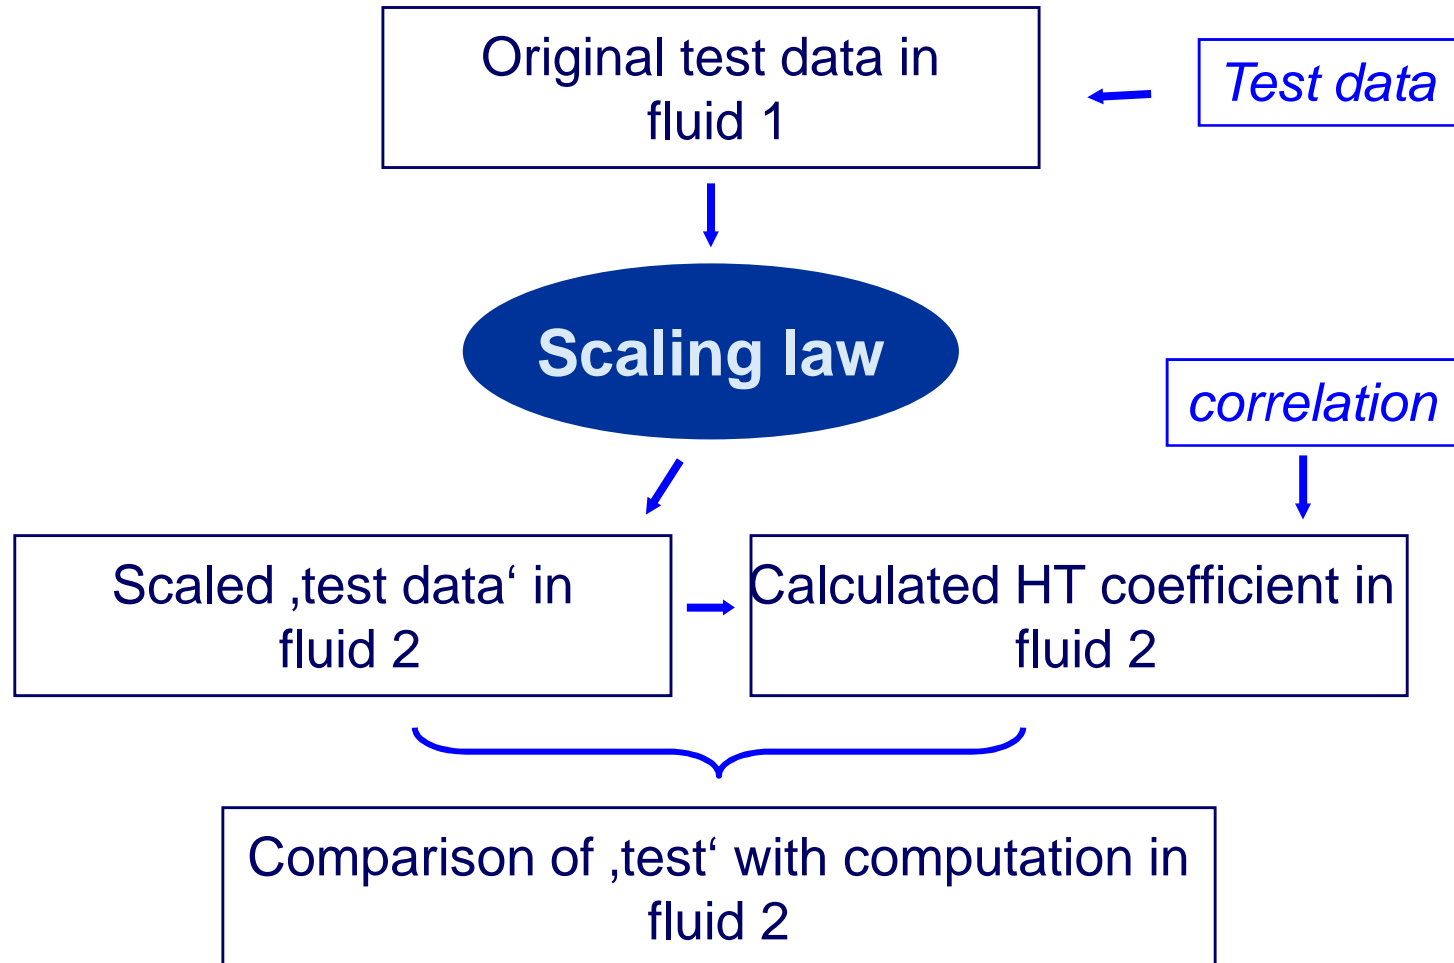 Original test data in
fluid 1
Test data
Scaling law
correlation
Scaled ‚test data‘ in
fluid 2
Calculated HT coefficient in
fluid 2
Comparison of ‚test‘ with computation in
fluid 2